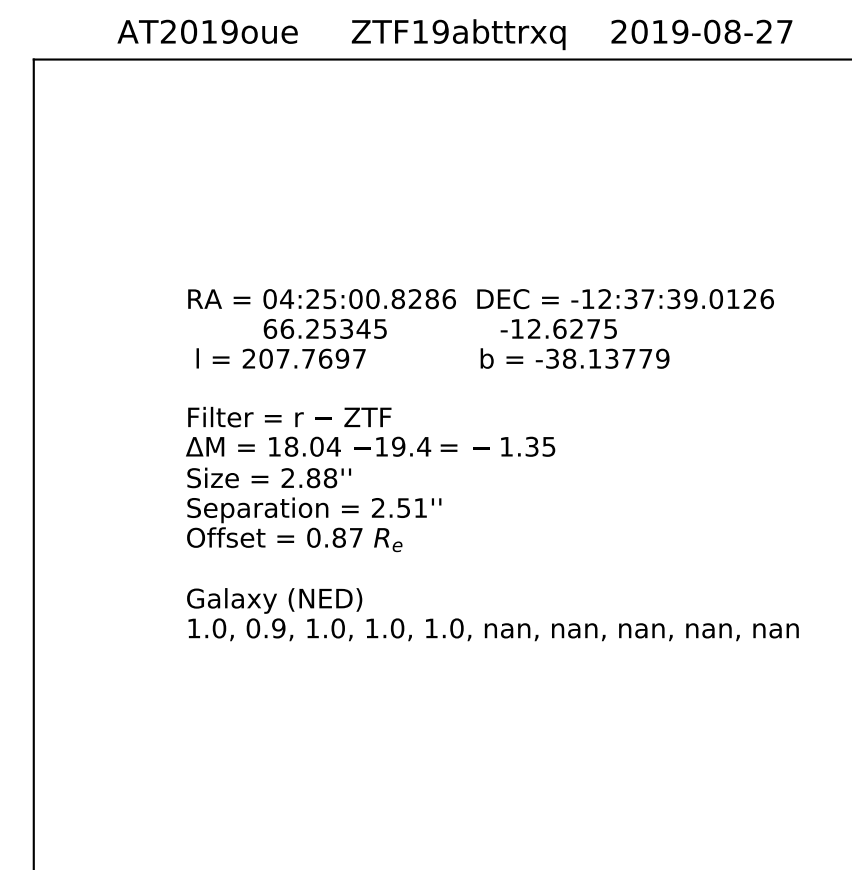 AT2019oue ZTF19abttrxq 2019-08-27
RA = 04:25:00.8286 DEC = -12:37:39.0126
66.25345 -12.6275
l = 207.7697 b = -38.13779
Filter = r − ZTF
ΔM = 18.04 −19.4 = − 1.35
Size = 2.88''
Separation = 2.51''
Offset = 0.87 Re
Galaxy (NED)
1.0, 0.9, 1.0, 1.0, 1.0, nan, nan, nan, nan, nan